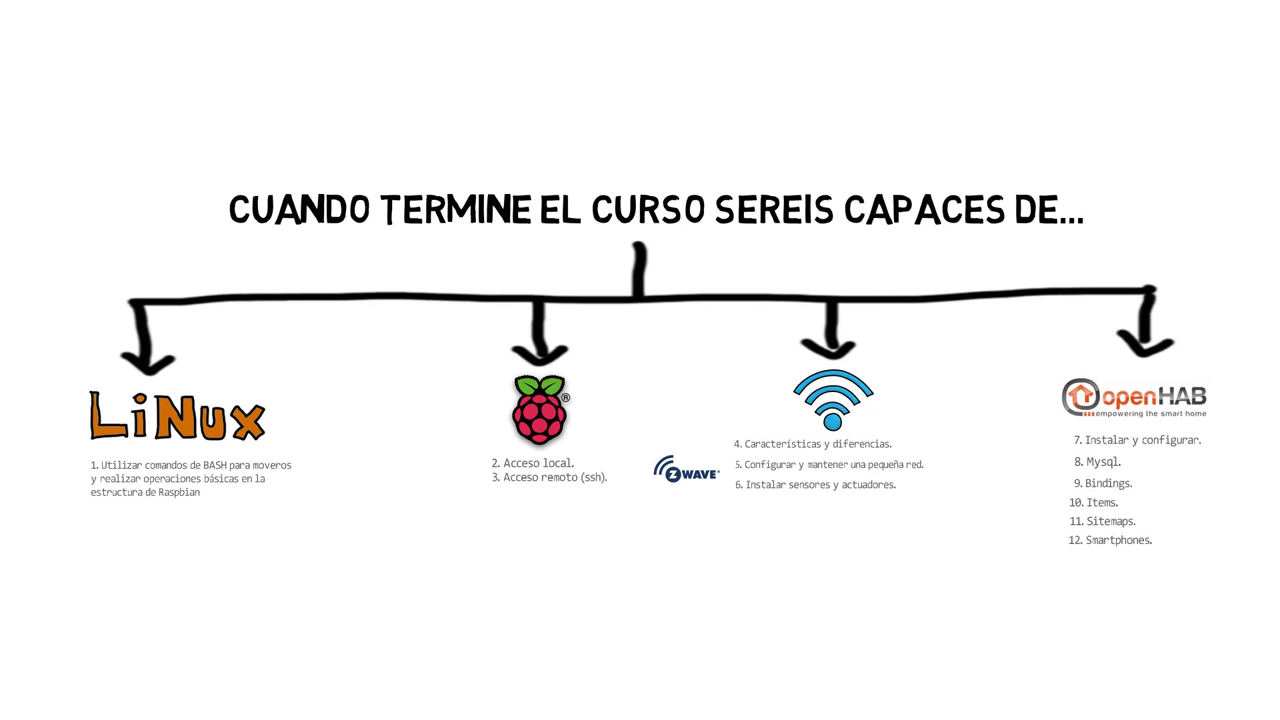 CUANDO TERMINE EL CURSO SEREIS CAPACES DE...
LiNux
1. Utilizar comandos de BASH para moveros
y realizar operaciones básicas en la
estructura de Raspbian
®
2. Acceso local.
3. Acceso remoto (ssh).
Z WAVE
4. Características y diferencias.
5. Configurar y mantener una pequeña red.
6. Instalar sensores y actuadores.
openHAB
empowering the smart home
7. Instalar y configurar.
8. Mysql.
9. Bindings.
10. Items.
11. Sitemaps.
12. Smartphones.